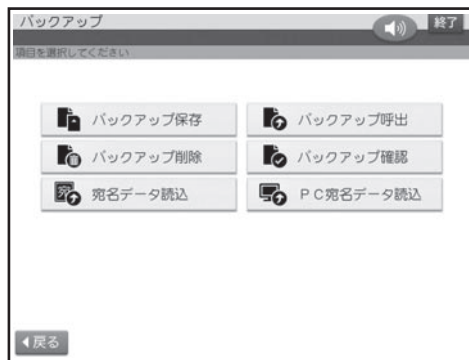 バックアップ
終了
項目を選択してください
バックアップ保存
バックアップ呼出
バックアップ削除
バックアップ確認
宛名データ読込
PC宛名データ読込
戻る